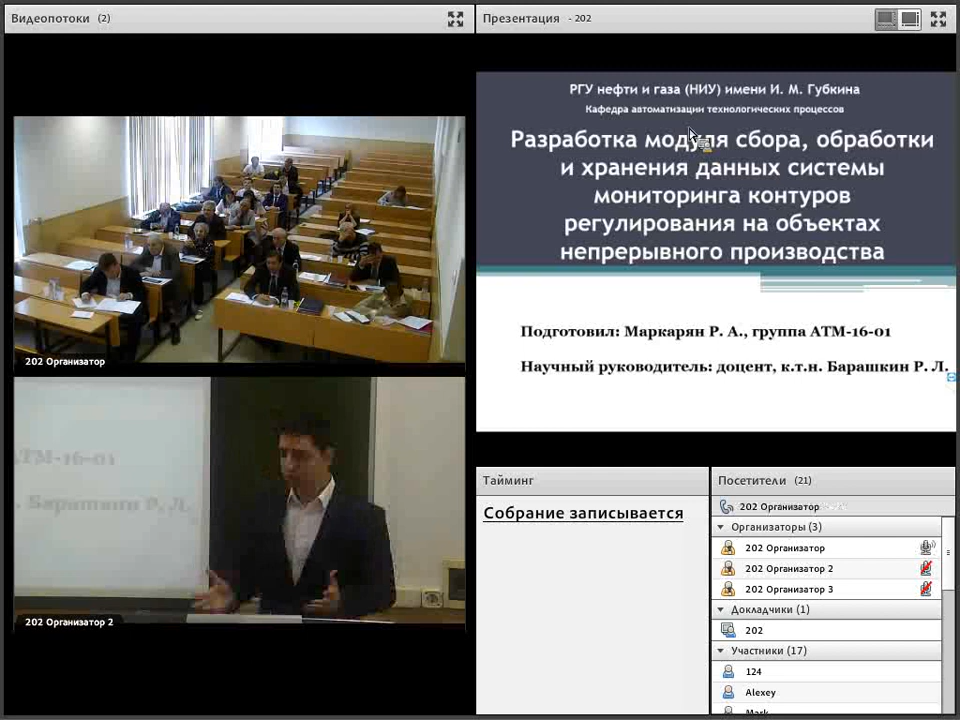 Видеопотоки (2)
202 Организатор
АТМ-16-01
. Барашкин Р. Л.
202 Организатор 2
Презентация - 202
РГУ нефти и газа (НИУ) имени И. М. Губкина
Кафедра автоматизации технологических процессов
Разработка модуля сбора, обработки
и хранения данных системы
мониторинга контуров
регулирования на объектах
непрерывного производства
Подготовил: Маркарян Р. А., группа АТМ-16-01
Научный руководитель: доцент, к.т.н. Барашкин Р. Л.
Тайминг
Собрание записывается
Посетители (21)
202 Организатор
Организаторы (3)
202 Организатор
202 Организатор 2
202 Организатор 3
Докладчики (1)
202
Участники (17)
124
Alexey
Mark